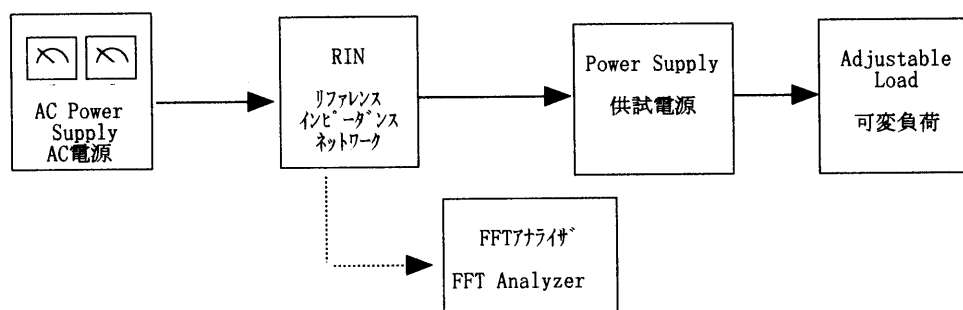 AC Power
Supply
AC電源
RIN
リファレンス
インピーダンス
ネットワーク
Power Supply
供試電源
Adjustable
Load
可変負荷
FFTアナライザ
FFT Analyzer